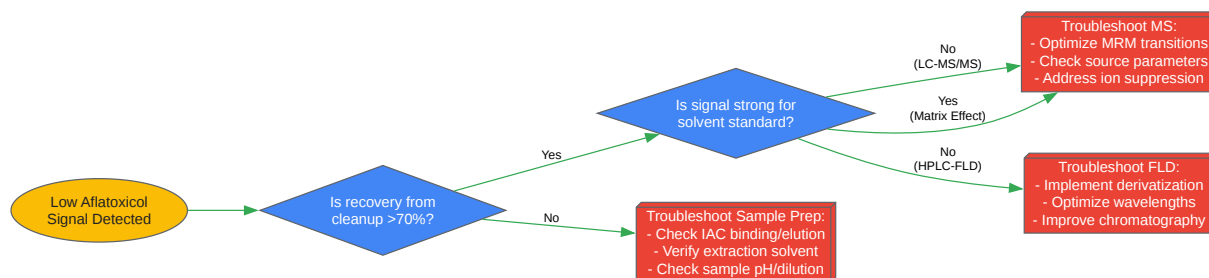 Low Aflatoxicol
Signal Detected
Is recovery from
cleanup >70%?
Yes
No
Is signal strong for
solvent standard?
Troubleshoot Sample Prep:
- Check IAC binding/elution
- Verify extraction solvent
- Check sample pH/dilution
No
(LC-MS/MS)
Yes
(Matrix Effect)
No
(HPLC-FLD)
Troubleshoot MS:
- Optimize MRM transitions
- Check source parameters
- Address ion suppression
Troubleshoot FLD:
- Implement derivatization
- Optimize wavelengths
- Improve chromatography